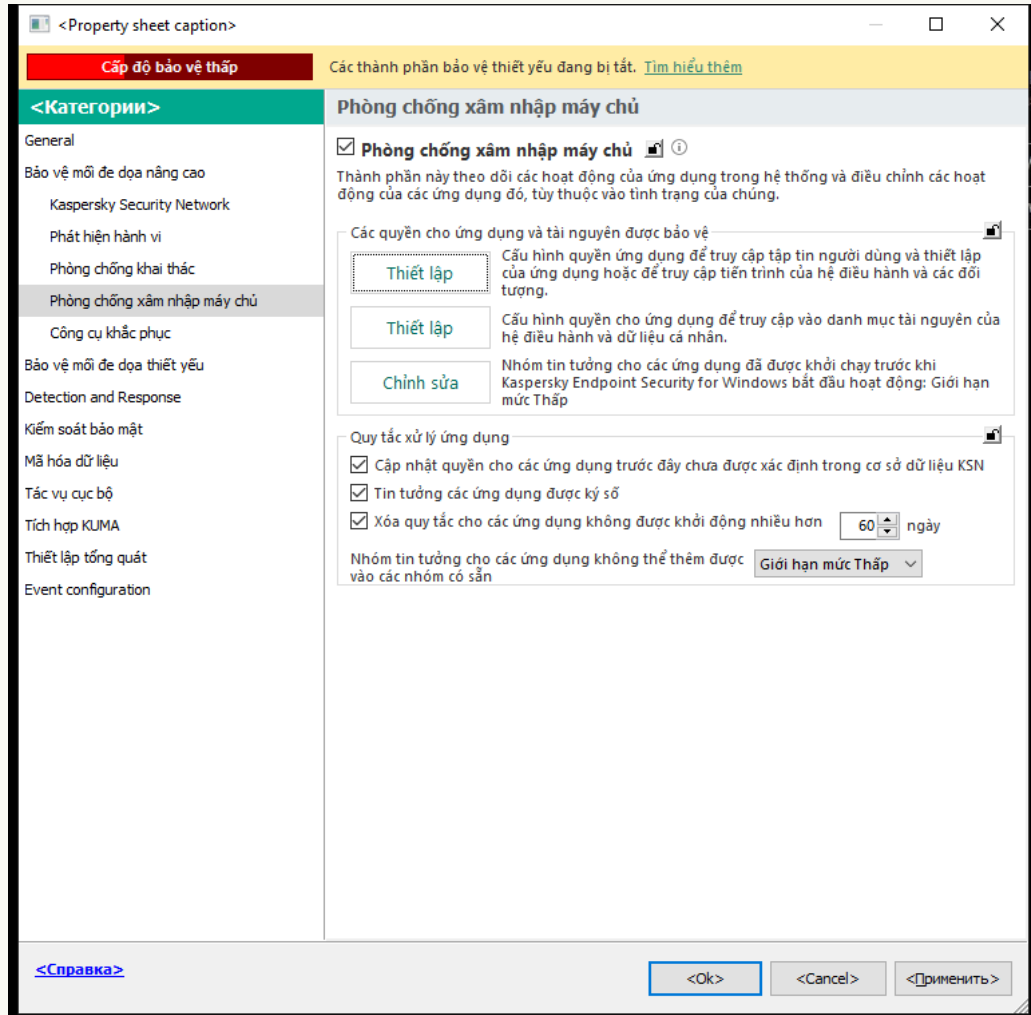 <Property sheet caption>
Cấp độ bảo vệ thấp
Các thành phần bảo vệ thiết yếu đang bị tắt. Tìm hiểu thêm
<Категории>
General
Bảo vệ mối đe dọa nâng cao
Kaspersky Security Network
Phát hiện hành vi
Phòng chống khai thác
Phòng chống xâm nhập máy chủ
Công cụ khắc phục
Bảo vệ mối đe dọa thiết yếu
Detection and Response
Kiểm soát bảo mật
Mã hóa dữ liệu
Tác vụ cục bộ
Tích hợp KUMA
Thiết lập tổng quát
Event configuration
Phòng chống xâm nhập máy chủ
Phòng chống xâm nhập máy chủ
Thành phần này theo dõi các hoạt động của ứng dụng trong hệ thống và điều chỉnh các hoạt
động của các ứng dụng đó, tùy thuộc vào tình trạng của chúng.
Các quyền cho ứng dụng và tài nguyên được bảo vệ
Thiết lập
Cấu hình quyền ứng dụng để truy cập tập tin người dùng và thiết lập
của ứng dụng hoặc để truy cập tiến trình của hệ điều hành và các đối
tượng.
Thiết lập
Cấu hình quyền cho ứng dụng để truy cập vào danh mục tài nguyên của
hệ điều hành và dữ liệu cá nhân.
Chỉnh sửa
Nhóm tin tưởng cho các ứng dụng đã được khởi chạy trước khi
Kaspersky Endpoint Security for Windows bắt đầu hoạt động: Giới hạn
mức Thấp
Quy tắc xử lý ứng dụng
Cập nhật quyền cho các ứng dụng trước đây chưa được xác định trong cơ sở dữ liệu KSN
Tin tưởng các ứng dụng được ký số
Xóa quy tắc cho các ứng dụng không được khởi động nhiều hơn 60 ngày
Nhóm tin tưởng cho các ứng dụng không thể thêm được
vào các nhóm có sẵn
Giới hạn mức Thấp
<Справка>
<Ok>
<Cancel>
<Применить>